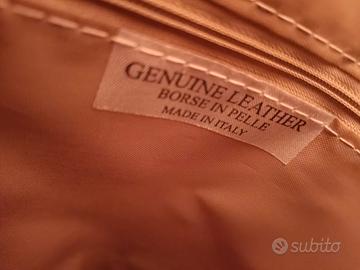 GENUINE LEATHER
BORSE IN PELLE
MADE IN ITALY
subito